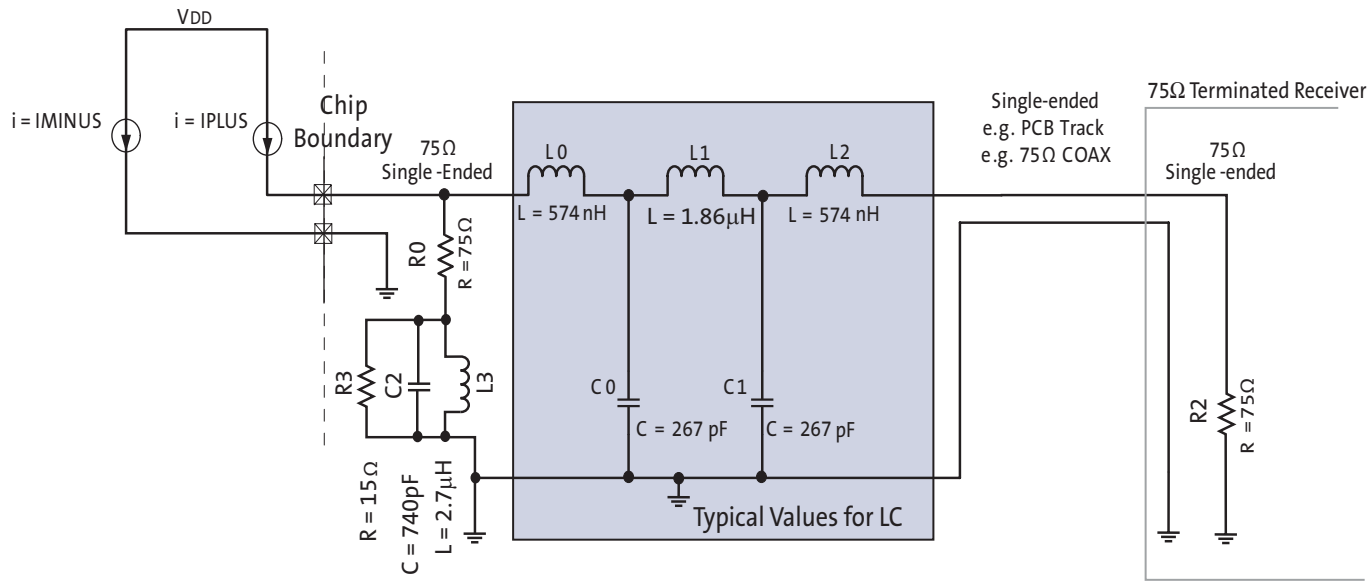 VDD
i = IMINUS
i = IPLUS
Chip
Boundary
75Ω
Single -Ended
L0
L = 574 nH
L1
L = 1.86μH
L2
L = 574 nH
Single-ended
e.g. PCB Track
e.g. 75Ω COAX
75Ω Terminated Receiver
75Ω
Single -ended
R0
R = 75Ω
R3
C2
L3
R = 15Ω
C = 740pF
L = 2.7μH
C0
C = 267 pF
C1
C = 267 pF
R2
R = 75Ω
Typical Values for LC